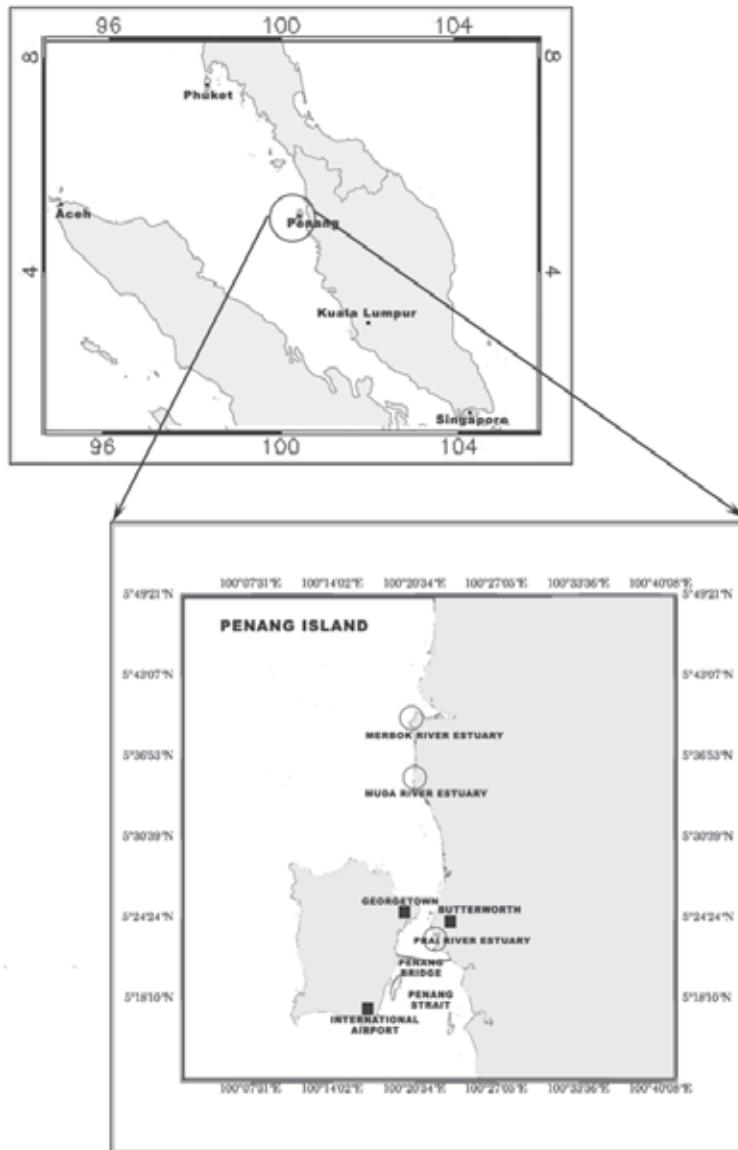 96 100 104
8 8
Phuket
Aceh
Penang
4 4
Kuala Lumpur
Singapore
96 100 104
100°07'31"E 100°14'02"E 100°20'34"E 100°27'05"E 100°33'36"E 100°40'08"E
5°49'21"N 5°49'21"N
PENANG ISLAND
5°43'07"N 5°43'07"N
MERBOK RIVER ESTUARY
5°36'53"N 5°36'53"N
MUDA RIVER ESTUARY
5°30'39"N 5°30'39"N
GEORGETOWN
BUTTERWORTH
5°24'24"N 5°24'24"N
PRAI RIVER ESTUARY
PENANG
BRIDGE
PENANG
STRAIT
5°18'10"N 5°18'10"N
INTERNATIONAL
AIRPORT
100°07'31"E 100°14'02"E 100°20'34"E 100°27'05"E 100°33'36"E 100°40'08"E